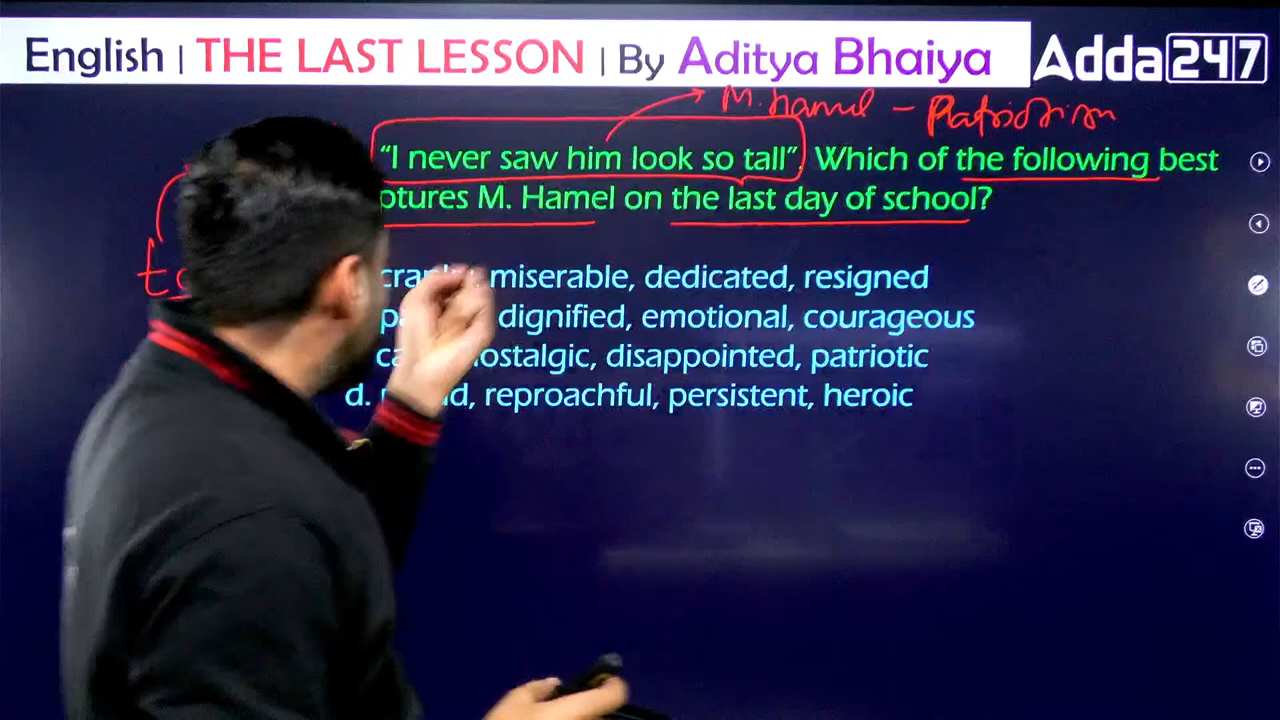 English | THE LAST LESSON | By Aditya Bhaiya
Adda247
M. hamel – Patriotism
"I never saw him look so tall". Which of the following best
ptures M. Hamel on the last day of school?
miserable, dedicated, resigned
dignified, emotional, courageous
ostalgic, disappointed, patriotic
d. reproachful, persistent, heroic